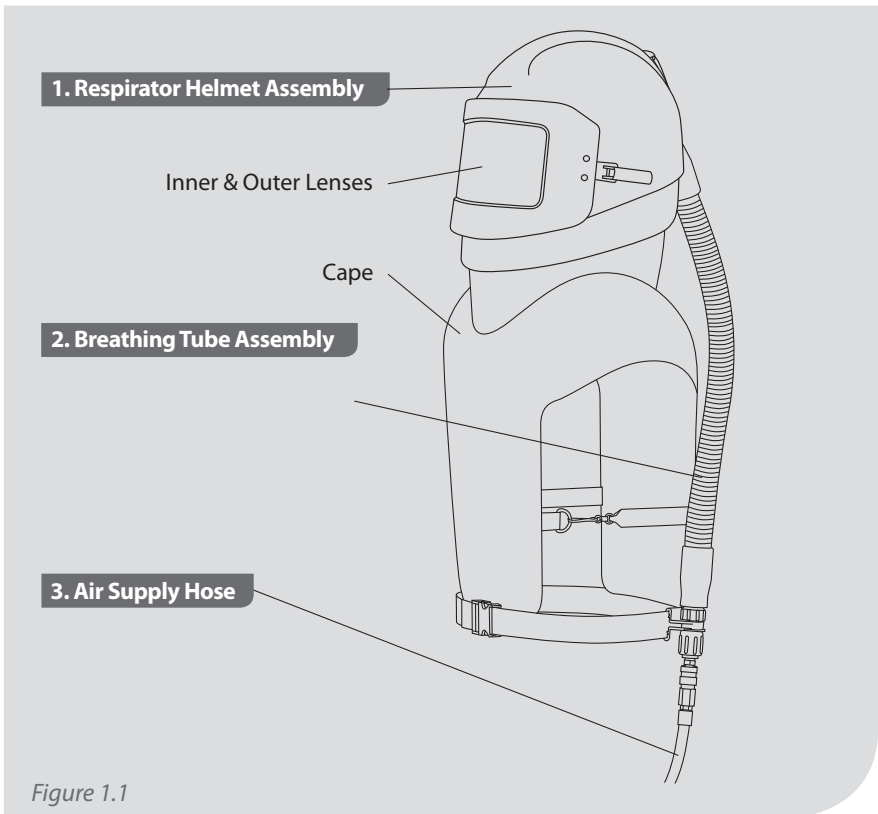 1. Respirator Helmet Assembly
Inner & Outer Lenses
Cape
2. Breathing Tube Assembly
3. Air Supply Hose
Figure 1.1